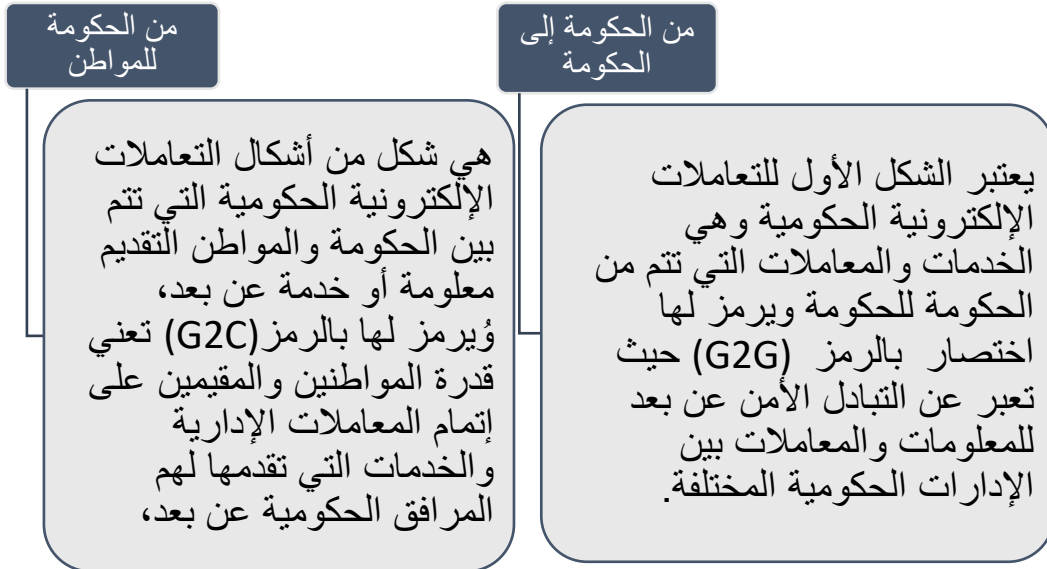 من الحكومة إلى
الحكومة
يعتبر الشكل الأول للتعاملات
الإلكترونية الحكومية وهي
الخدمات والمعاملات التي تتم من
الحكومة للحكومة ويرمز لها
اختصار بالرمز (G2G) حيث
تعبر عن التبادل الأمن عن بعد
للمعلومات والمعاملات بين
الإدارات الحكومية المختلفة.
من الحكومة
للمواطن
هي شكل من أشكال التعاملات
الإلكترونية الحكومية التي تتم
بين الحكومة والمواطن التقديم
معلومة أو خدمة عن بعد،
وُيرمز لها بالرمز(G2C) تعني
قدرة المواطنين والمقيمين على
إتمام المعاملات الإدارية
والخدمات التي تقدمها لهم
المرافق الحكومية عن بعد،